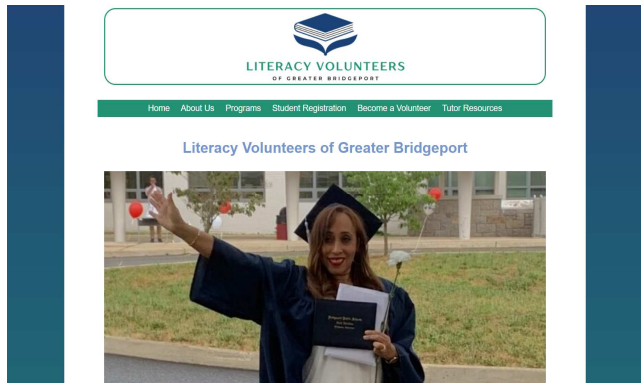 LITERACY VOLUNTEERS
OF GREATER BRIDGEPORT
Home About Us Programs Student Registration Become a Volunteer Tutor Resources
Literacy Volunteers of Greater Bridgeport